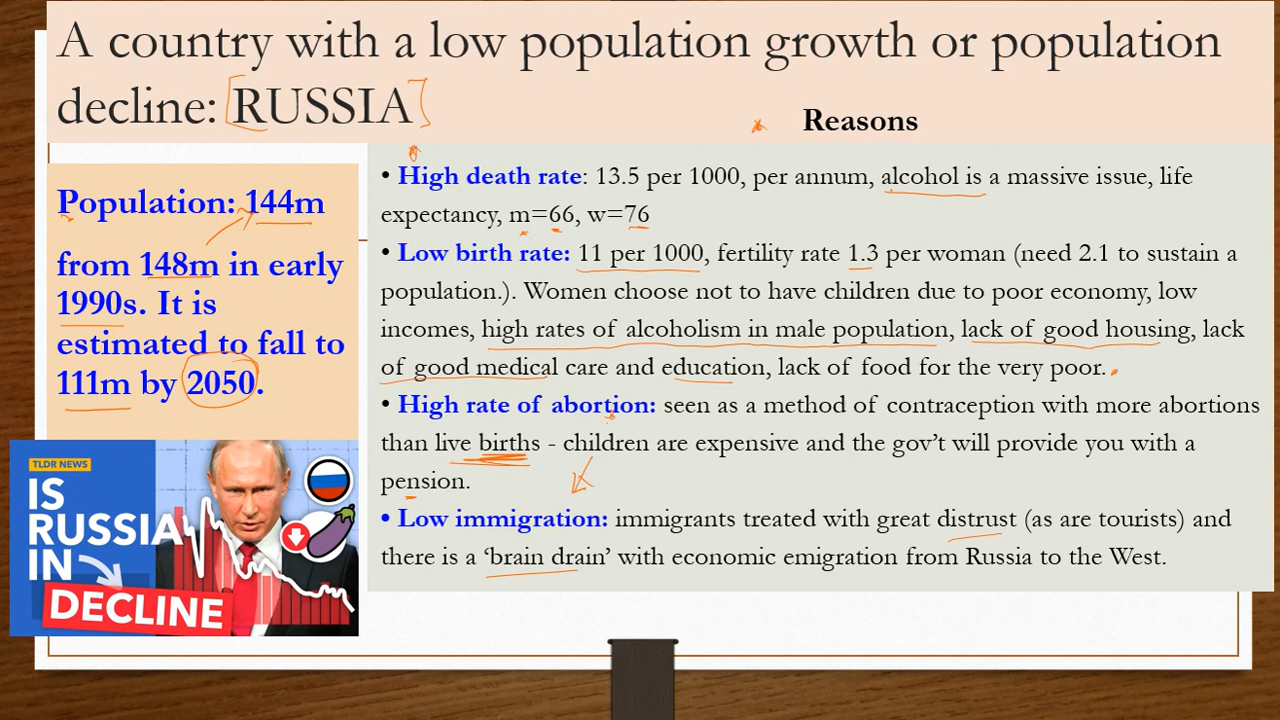 A country with a low population growth or population
decline: RUSSIA
Reasons
Population: 144m
from 148m in early
1990s. It is
estimated to fall to
111m by 2050.
TLDR NEWS
IS
RUSSIA
IN
DECLINE
• High death rate: 13.5 per 1000, per annum, alcohol is a massive issue, life
expectancy, m=66, w=76
• Low birth rate: 11 per 1000, fertility rate 1.3 per woman (need 2.1 to sustain a
population.). Women choose not to have children due to poor economy, low
incomes, high rates of alcoholism in male population, lack of good housing, lack
of good medical care and education, lack of food for the very poor.
• High rate of abortion: seen as a method of contraception with more abortions
than live births - children are expensive and the gov't will provide you with a
pension.
• Low immigration: immigrants treated with great distrust (as are tourists) and
there is a ‘brain drain’ with economic emigration from Russia to the West.